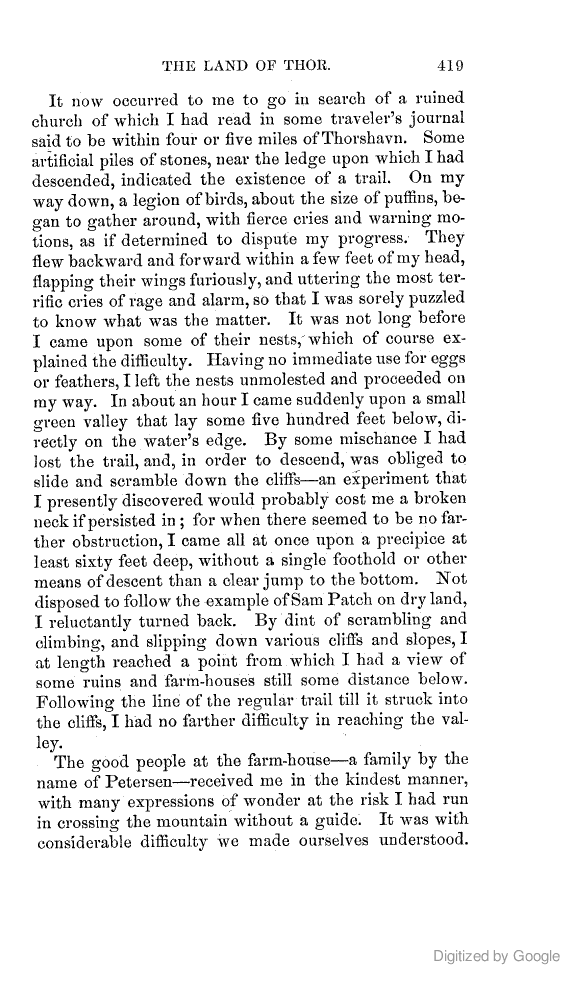 THE LAND OF THOR. 419
It now occurred to me to go in search of a ruined
church of which I had read in some traveler's journal
said to be within four or five miles of Thorshavn. Some
artificial piles of stones, near the ledge upon which I had
descended, indicated the existence of a trail. On my
way down, a legion of birds, about the size of puffins, be-
gan to gather around, with fierce cries and warning mo-
tions, as if determined to dispute my progress. They
flew backward and forward within a few feet of my head,
flapping their wings furiously, and uttering the most ter-
rific cries of rage and alarm, so that I was sorely puzzled
to know what was the matter. It was not long before
I came upon some of their nests, which of course ex-
plained the difficulty. Having no immediate use for eggs
or feathers, I left the nests unmolested and proceeded on
my way. In about an hour I came suddenly upon a small
green valley that lay some five hundred feet below, di-
rectly on the water's edge. By some mischance I had
lost the trail, and, in order to descend, was obliged to
slide and scramble down the cliffs—an experiment that
I presently discovered would probably cost me a broken
neck if persisted in; for when there seemed to be no far-
ther obstruction, I came all at once upon a precipice at
least sixty feet deep, without a single foothold or other
means of descent than a clear jump to the bottom. Not
disposed to follow the example of Sam Patch on dry land,
I reluctantly turned back. By dint of scrambling and
climbing, and slipping down various cliffs and slopes, I
at length reached a point from which I had a view of
some ruins and farm-houses still some distance below.
Following the line of the regular trail till it struck into
the cliffs, I had no farther difficulty in reaching the val-
ley.
The good people at the farm-house—a family by the
name of Petersen—received me in the kindest manner,
with many expressions of wonder at the risk I had run
in crossing the mountain without a guide. It was with
considerable difficulty we made ourselves understood.
Digitized by Google